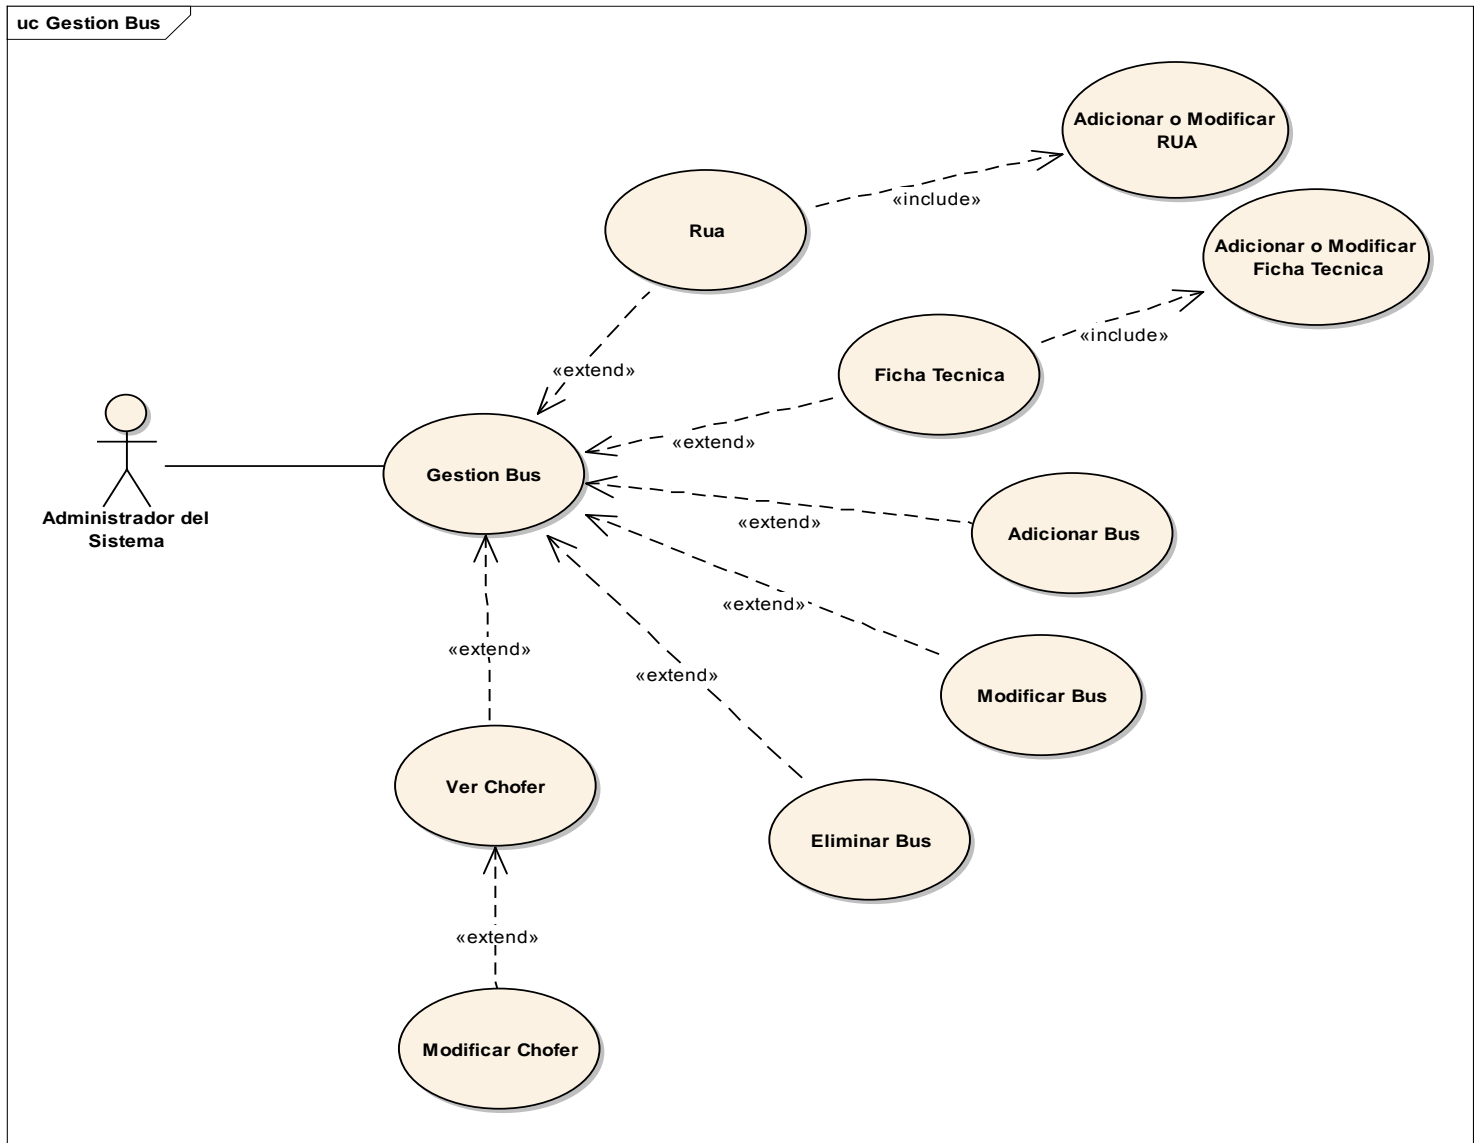 uc Gestion Bus
Adicionar o Modificar
RUA
«include»
Rua
Adicionar o Modificar
Ficha Tecnica
«include»
«extend»
Ficha Tecnica
«extend»
Gestion Bus
Administrador del
Sistema
«extend»
Adicionar Bus
«extend»
«extend»
«extend»
Modificar Bus
Ver Chofer
Eliminar Bus
«extend»
Modificar Chofer